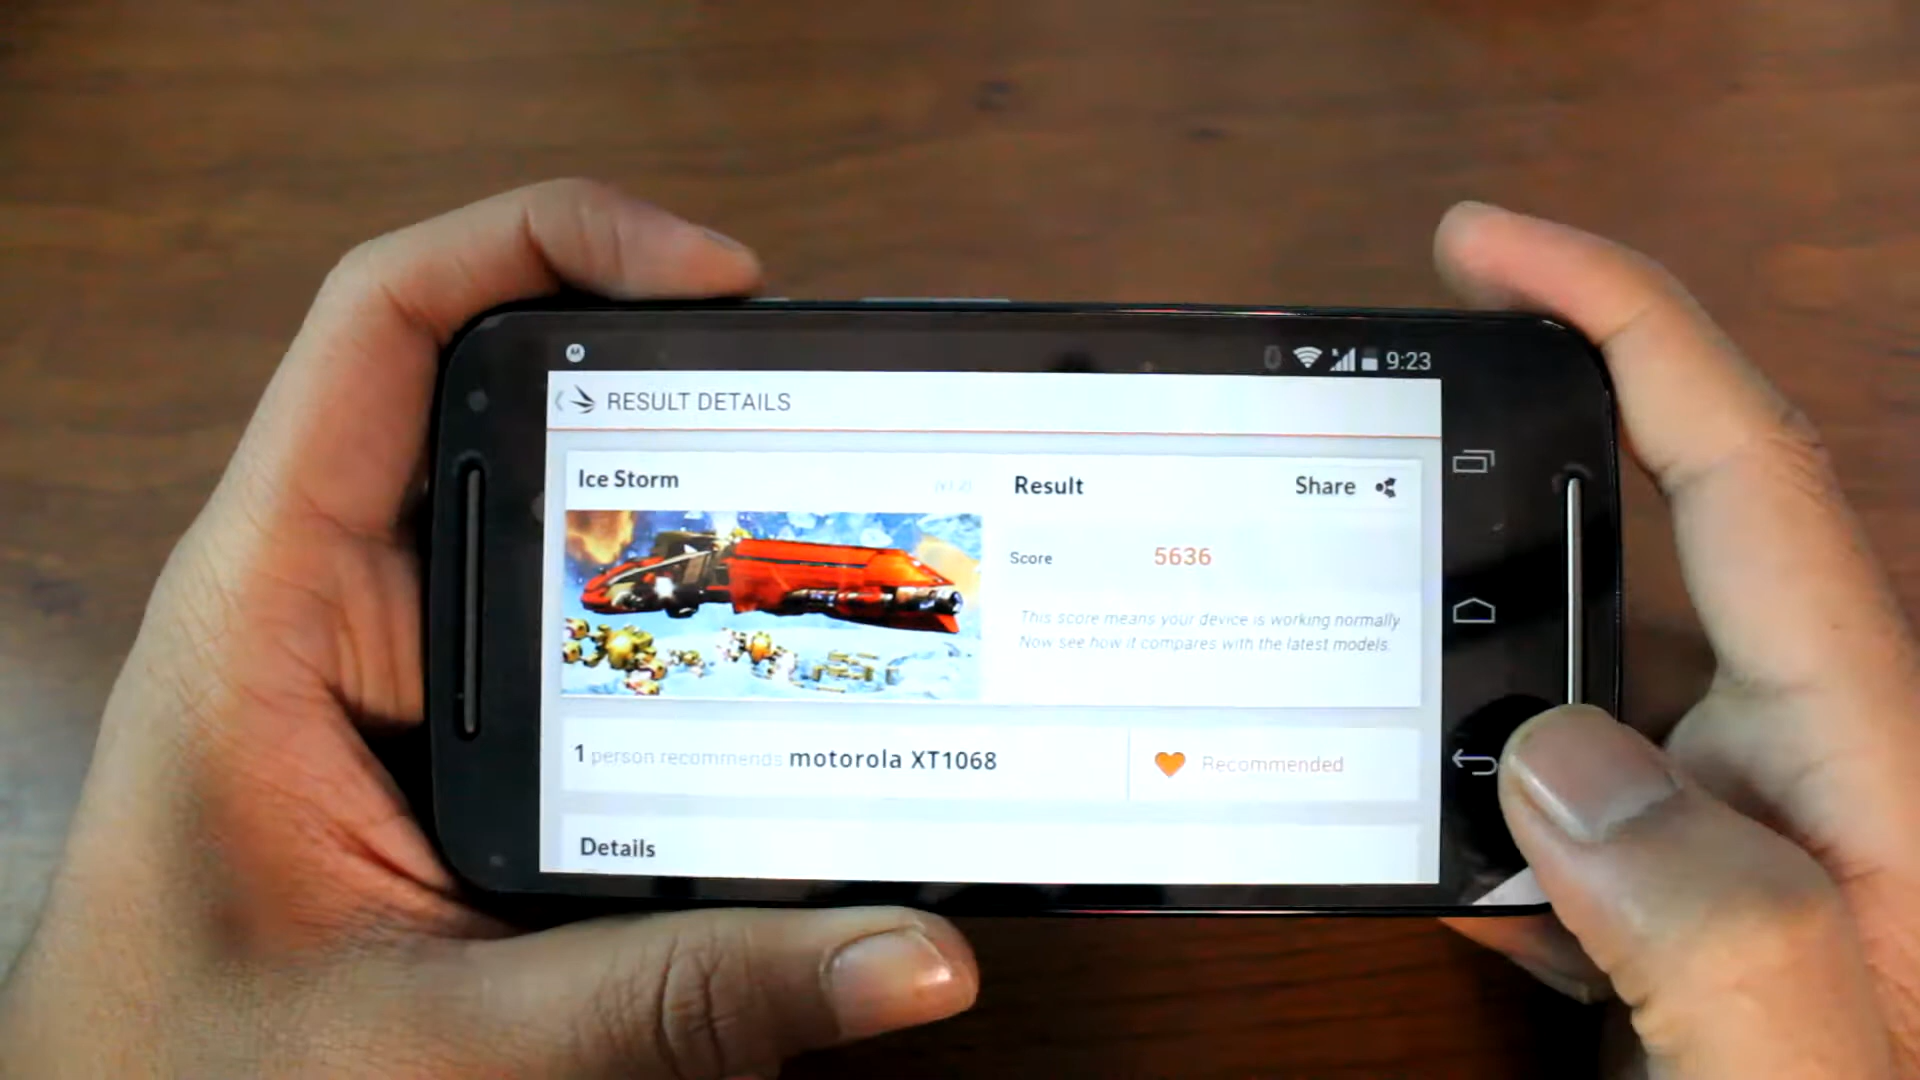 9:23
RESULT DETAILS
Ice Storm
Result
Share
Score
5636
This score means your device is working normally.
Now see how it compares with the latest models.
1 person recommends motorola XT1068
Recommended
Details